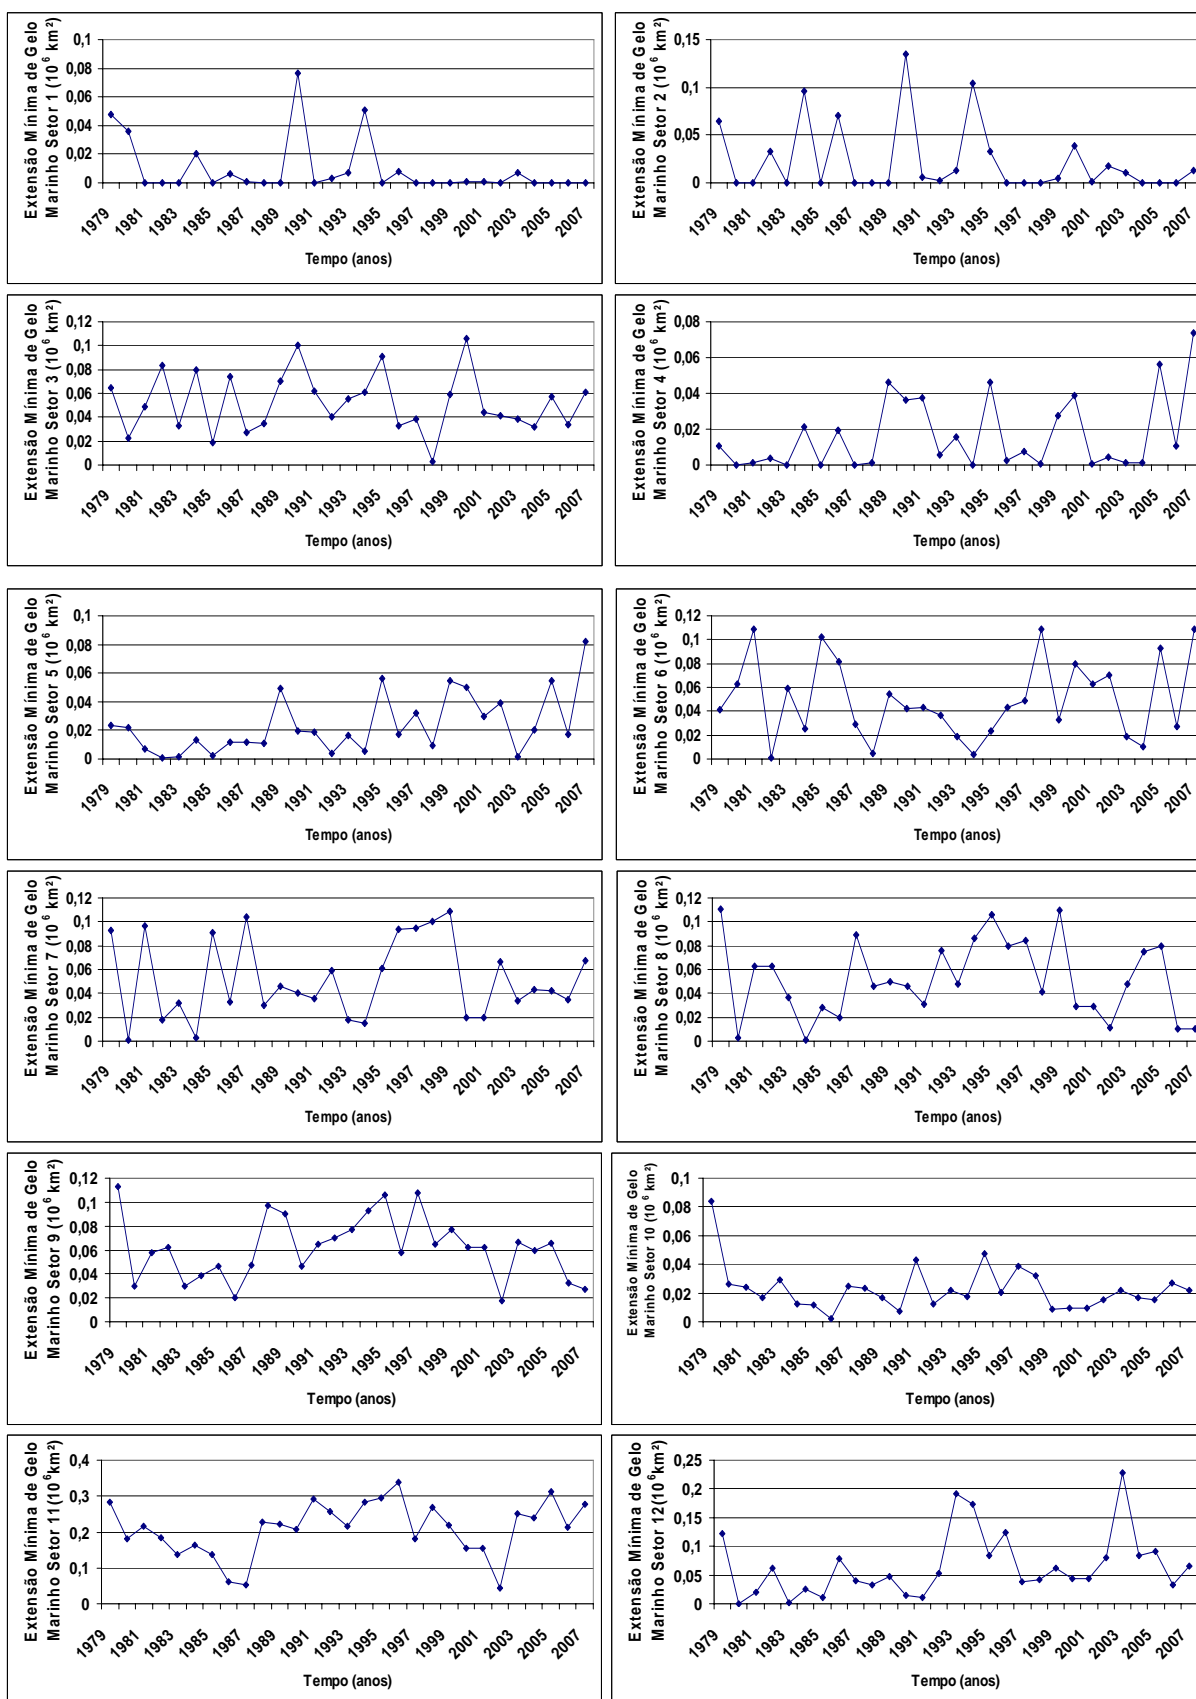 Extensão Mínima de Gelo
Marinho Setor 1 (10⁶ km²)
0,1
0,08
0,06
0,04
0,02
0
1979 1981 1983 1985 1987 1989 1991 1993 1995 1997 1999 2001 2003 2005 2007
Tempo (anos)
Extensão Mínima de Gelo
Marinho Setor 2 (10⁶ km²)
0,15
0,1
0,05
0
1979 1981 1983 1985 1987 1989 1991 1993 1995 1997 1999 2001 2003 2005 2007
Tempo (anos)
Extensão Mínima de Gelo
Marinho Setor 3 (10⁶ km²)
0,12
0,1
0,08
0,06
0,04
0,02
0
1979 1981 1983 1985 1987 1989 1991 1993 1995 1997 1999 2001 2003 2005 2007
Tempo (anos)
Extensão Mínima de Gelo
Marinho Setor 4 (10⁶ km²)
0,08
0,06
0,04
0,02
0
1979 1981 1983 1985 1987 1989 1991 1993 1995 1997 1999 2001 2003 2005 2007
Tempo (anos)
Extensão Mínima de Gelo
Marinho Setor 5 (10⁶ km²)
0,1
0,08
0,06
0,04
0,02
0
1979 1981 1983 1985 1987 1989 1991 1993 1995 1997 1999 2001 2003 2005 2007
Tempo (anos)
Extensão Mínima de Gelo
Marinho Setor 6 (10⁶ km²)
0,12
0,1
0,08
0,06
0,04
0,02
0
1979 1981 1983 1985 1987 1989 1991 1993 1995 1997 1999 2001 2003 2005 2007
Tempo (anos)
Extensão Mínima de Gelo
Marinho Setor 7 (10⁶ km²)
0,12
0,1
0,08
0,06
0,04
0,02
0
1979 1981 1983 1985 1987 1989 1991 1993 1995 1997 1999 2001 2003 2005 2007
Tempo (anos)
Extensão Mínima de Gelo
Marinho Setor 8 (10⁶ km²)
0,12
0,1
0,08
0,06
0,04
0,02
0
1979 1981 1983 1985 1987 1989 1991 1993 1995 1997 1999 2001 2003 2005 2007
Tempo (anos)
Extensão Mínima de Gelo
Marinho Setor 9 (10⁶ km²)
0,12
0,1
0,08
0,06
0,04
0,02
0
1979 1981 1983 1985 1987 1989 1991 1993 1995 1997 1999 2001 2003 2005 2007
Tempo (anos)
Extensão Mínima de Gelo
Marinho Setor 10 (10⁶ km²)
0,1
0,08
0,06
0,04
0,02
0
1979 1981 1983 1985 1987 1989 1991 1993 1995 1997 1999 2001 2003 2005 2007
Tempo (anos)
Extensão Mínima de Gelo
Marinho Setor 11(10⁶km²)
0,4
0,3
0,2
0,1
0
1979 1981 1983 1985 1987 1989 1991 1993 1995 1997 1999 2001 2003 2005 2007
Tempo (anos)
Extensão Mínima de Gelo
Marinho Setor 12(10⁶km²)
0,25
0,2
0,15
0,1
0,05
0
1979 1981 1983 1985 1987 1989 1991 1993 1995 1997 1999 2001 2003 2005 2007
Tempo (anos)